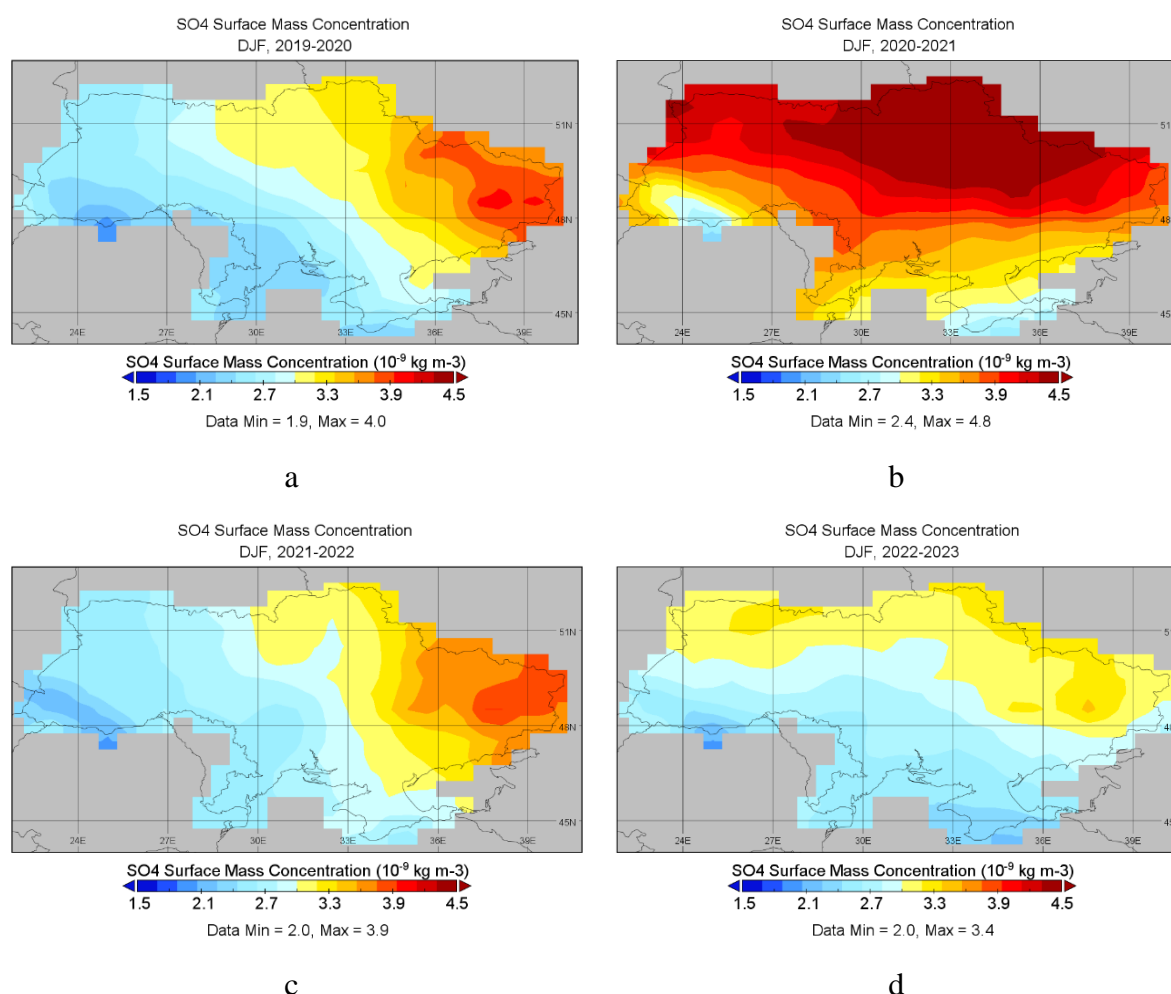 SO4 Surface Mass Concentration
DJF, 2019-2020
51N
48N
45N
24E 27E 30E 33E 36E 39E
SO4 Surface Mass Concentration (10⁻⁹ kg m-3)
1.5 2.1 2.7 3.3 3.9 4.5
Data Min = 1.9, Max = 4.0
a
SO4 Surface Mass Concentration
DJF, 2020-2021
51N
48N
45N
24E 27E 30E 33E 36E 39E
SO4 Surface Mass Concentration (10⁻⁹ kg m-3)
1.5 2.1 2.7 3.3 3.9 4.5
Data Min = 2.4, Max = 4.8
b
SO4 Surface Mass Concentration
DJF, 2021-2022
51N
48N
45N
24E 27E 30E 33E 36E 39E
SO4 Surface Mass Concentration (10⁻⁹ kg m-3)
1.5 2.1 2.7 3.3 3.9 4.5
Data Min = 2.0, Max = 3.9
c
SO4 Surface Mass Concentration
DJF, 2022-2023
51N
48N
45N
24E 27E 30E 33E 36E 39E
SO4 Surface Mass Concentration (10⁻⁹ kg m-3)
1.5 2.1 2.7 3.3 3.9 4.5
Data Min = 2.0, Max = 3.4
d